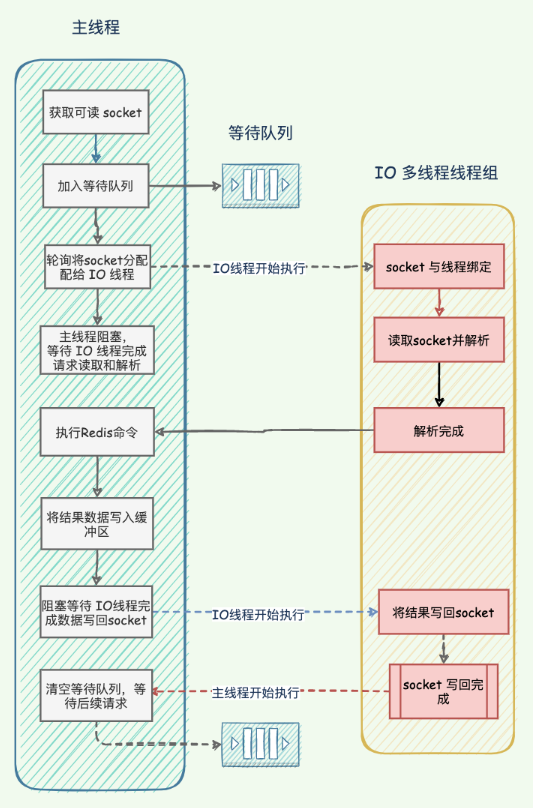 主线程
获取可读 socket
等待队列
加入等待队列
IO 多线程线程组
轮询将socket分配
配给 IO 线程
IO线程开始执行
socket 与线程绑定
主线程阻塞,
等待 IO 线程完成
请求读取和解析
读取socket并解析
执行Redis命令
解析完成
将结果数据写入缓
冲区
阻塞等待 IO线程完
成数据写回socket
IO线程开始执行
将结果写回socket
清空等待队列，等
待后续请求
主线程开始执行
socket 写回完
成